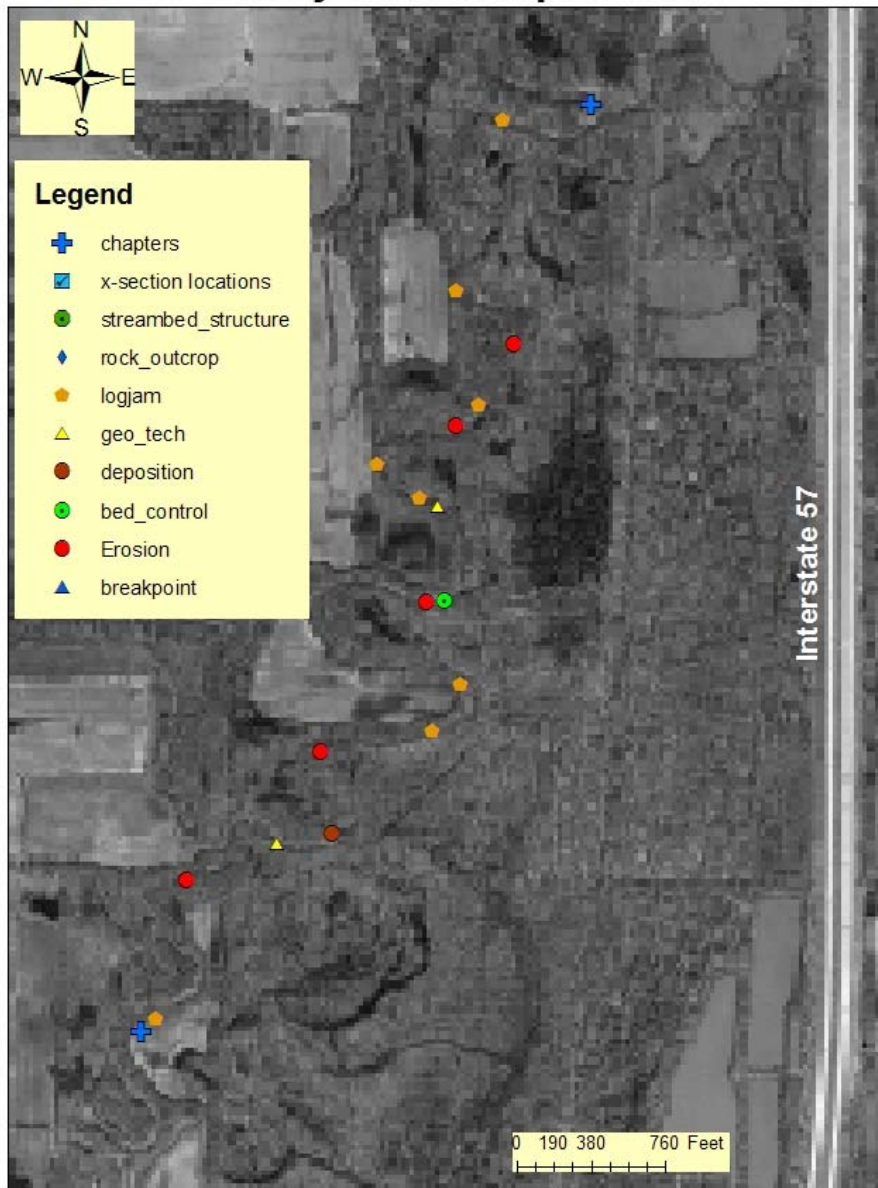 N
W E
S
Legend
chapters
x-section locations
streambed_structure
rock_outcrop
logjam
geo_tech
deposition
bed_control
Erosion
breakpoint
Interstate 57
0 190 380 760 Feet